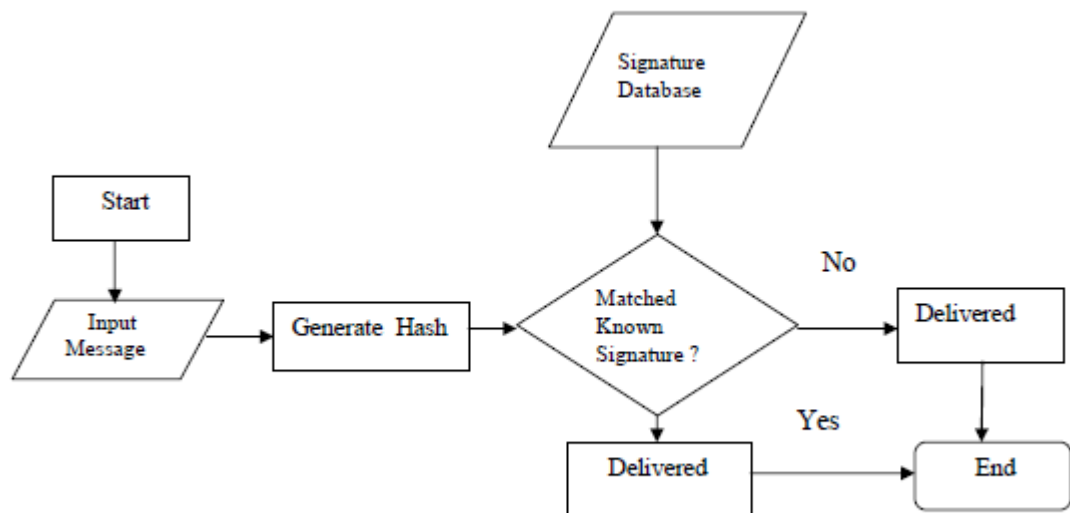 Signature
Database
Start
Input
Message
Generate Hash
Matched
Known
Signature ?
No
Delivered
Yes
Delivered
End